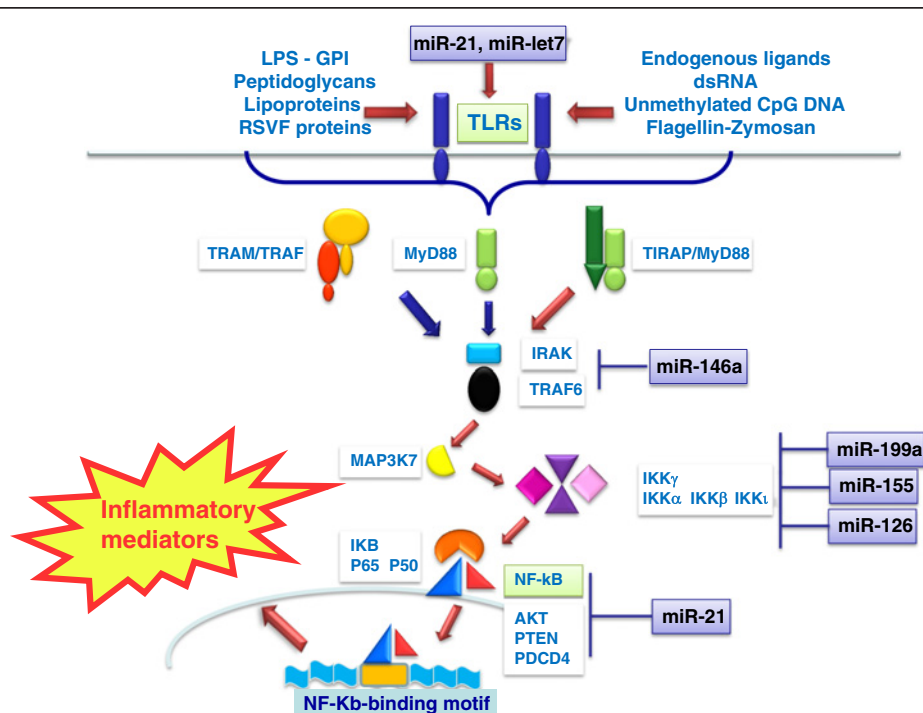 miR-21, miR-let7
LPS - GPI
Peptidoglycans
Lipoproteins
RSVF proteins
TLRs
Endogenous ligands
dsRNA
Unmethylated CpG DNA
Flagellin-Zymosan
TRAM/TRAF
MyD88
TIRAP/MyD88
IRAK
TRAF6
miR-146a
MAP3K7
IKKγ
IKKα IKKβ IKKι
miR-199a
miR-155
miR-126
Inflammatory
mediators
IKB
P65 P50
NF-kB
AKT
PTEN
PDCD4
miR-21
NF-Kb-binding motif